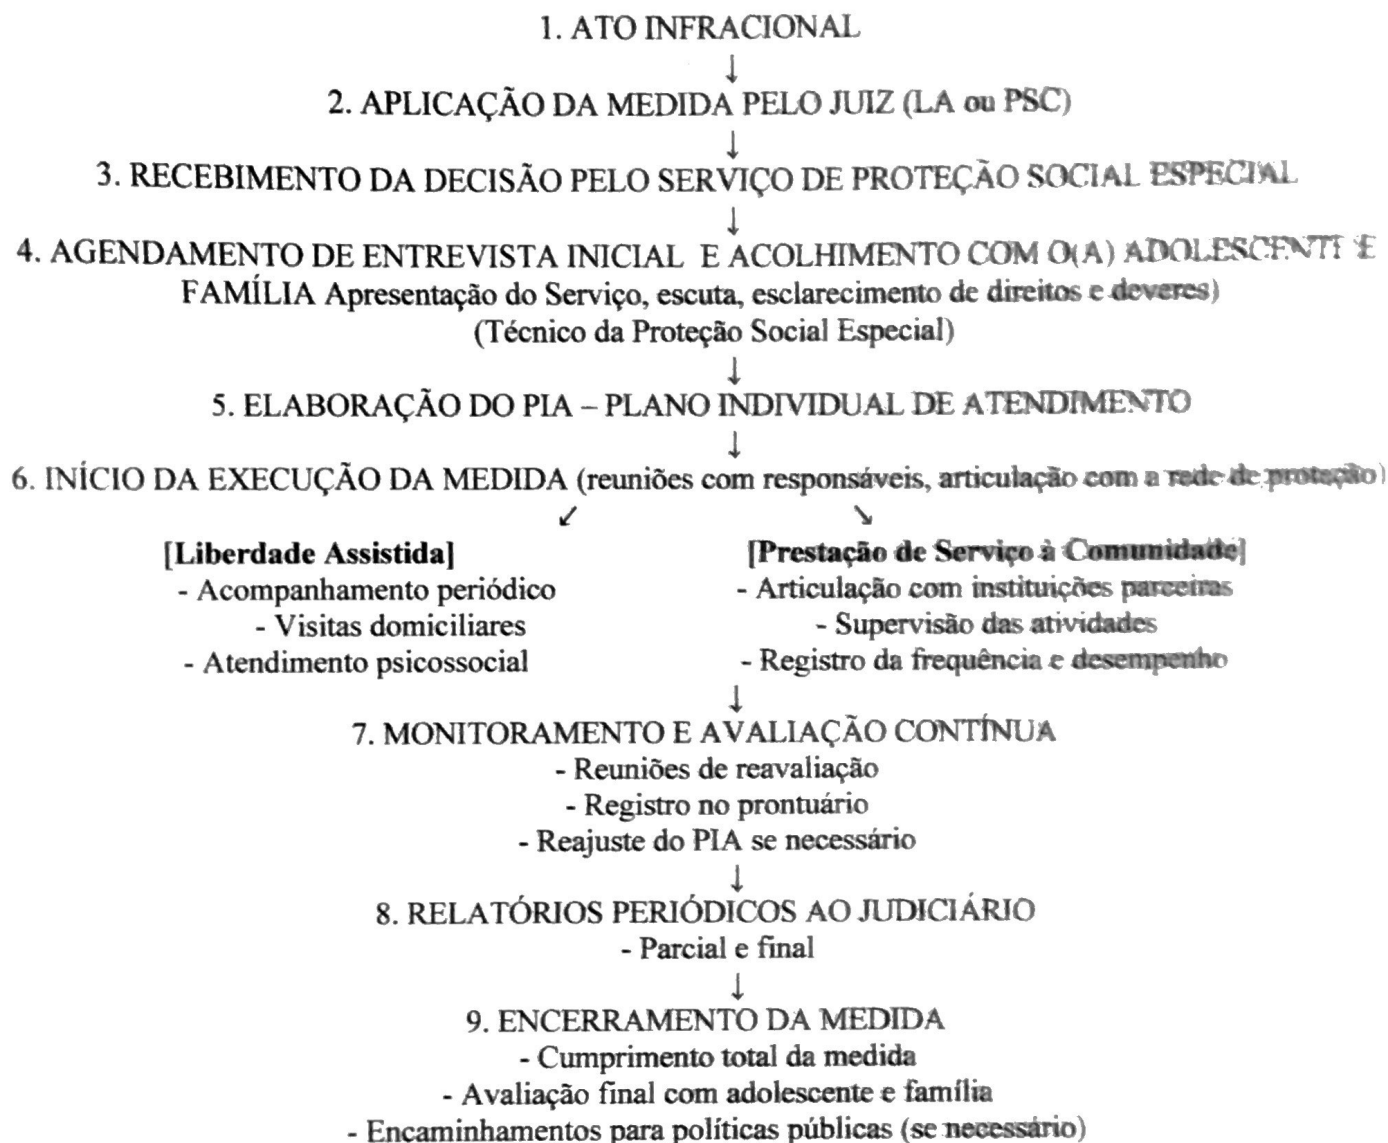 1. ATO INFRACIONAL
↓
2. APLICAÇÃO DA MEDIDA PELO JUIZ (LA ou PSC)
↓
3. RECEBIMENTO DA DECISÃO PELO SERVIÇO DE PROTEÇÃO SOCIAL ESPECIAL
↓
4. AGENDAMENTO DE ENTREVISTA INICIAL E ACOLHIMENTO COM O(A) ADOLESCENTE E
FAMÍLIA Apresentação do Serviço, escuta, esclarecimento de direitos e deveres)
(Técnico da Proteção Social Especial)
↓
5. ELABORAÇÃO DO PIA – PLANO INDIVIDUAL DE ATENDIMENTO
↓
6. INÍCIO DA EXECUÇÃO DA MEDIDA (reuniões com responsáveis, articulação com a rede de proteção)
↙ ↘
[Liberdade Assistida] [Prestação de Serviço à Comunidade]
- Acompanhamento periódico - Articulação com instituições parceiras
- Visitas domiciliares - Supervisão das atividades
- Atendimento psicossocial - Registro da frequência e desempenho
↓
7. MONITORAMENTO E AVALIAÇÃO CONTÍNUA
- Reuniões de reavaliação
- Registro no prontuário
- Reajuste do PIA se necessário
↓
8. RELATÓRIOS PERIÓDICOS AO JUDICIÁRIO
- Parcial e final
↓
9. ENCERRAMENTO DA MEDIDA
- Cumprimento total da medida
- Avaliação final com adolescente e família
- Encaminhamentos para políticas públicas (se necessário)